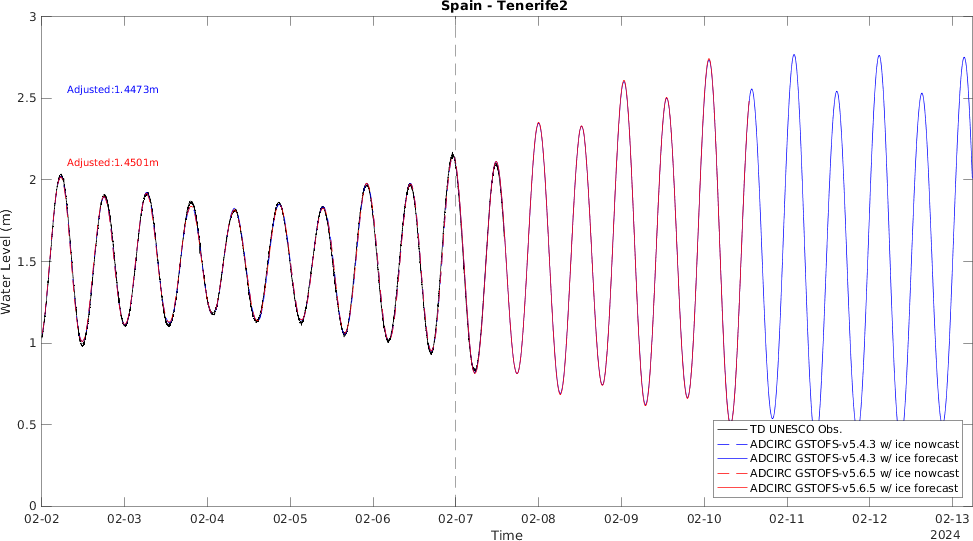 Spain - Tenerife2
3
2.5
2
1.5
1
0.5
0
Water Level (m)
Adjusted:1.4473m
Adjusted:1.4501m
TD UNESCO Obs.
ADCIRC GSTOFS-v5.4.3 w/ ice nowcast
ADCIRC GSTOFS-v5.4.3 w/ ice forecast
ADCIRC GSTOFS-v5.6.5 w/ ice nowcast
ADCIRC GSTOFS-v5.6.5 w/ ice forecast
02-02 02-03 02-04 02-05 02-06 02-07 02-08 02-09 02-10 02-11 02-12 02-13
Time
2024